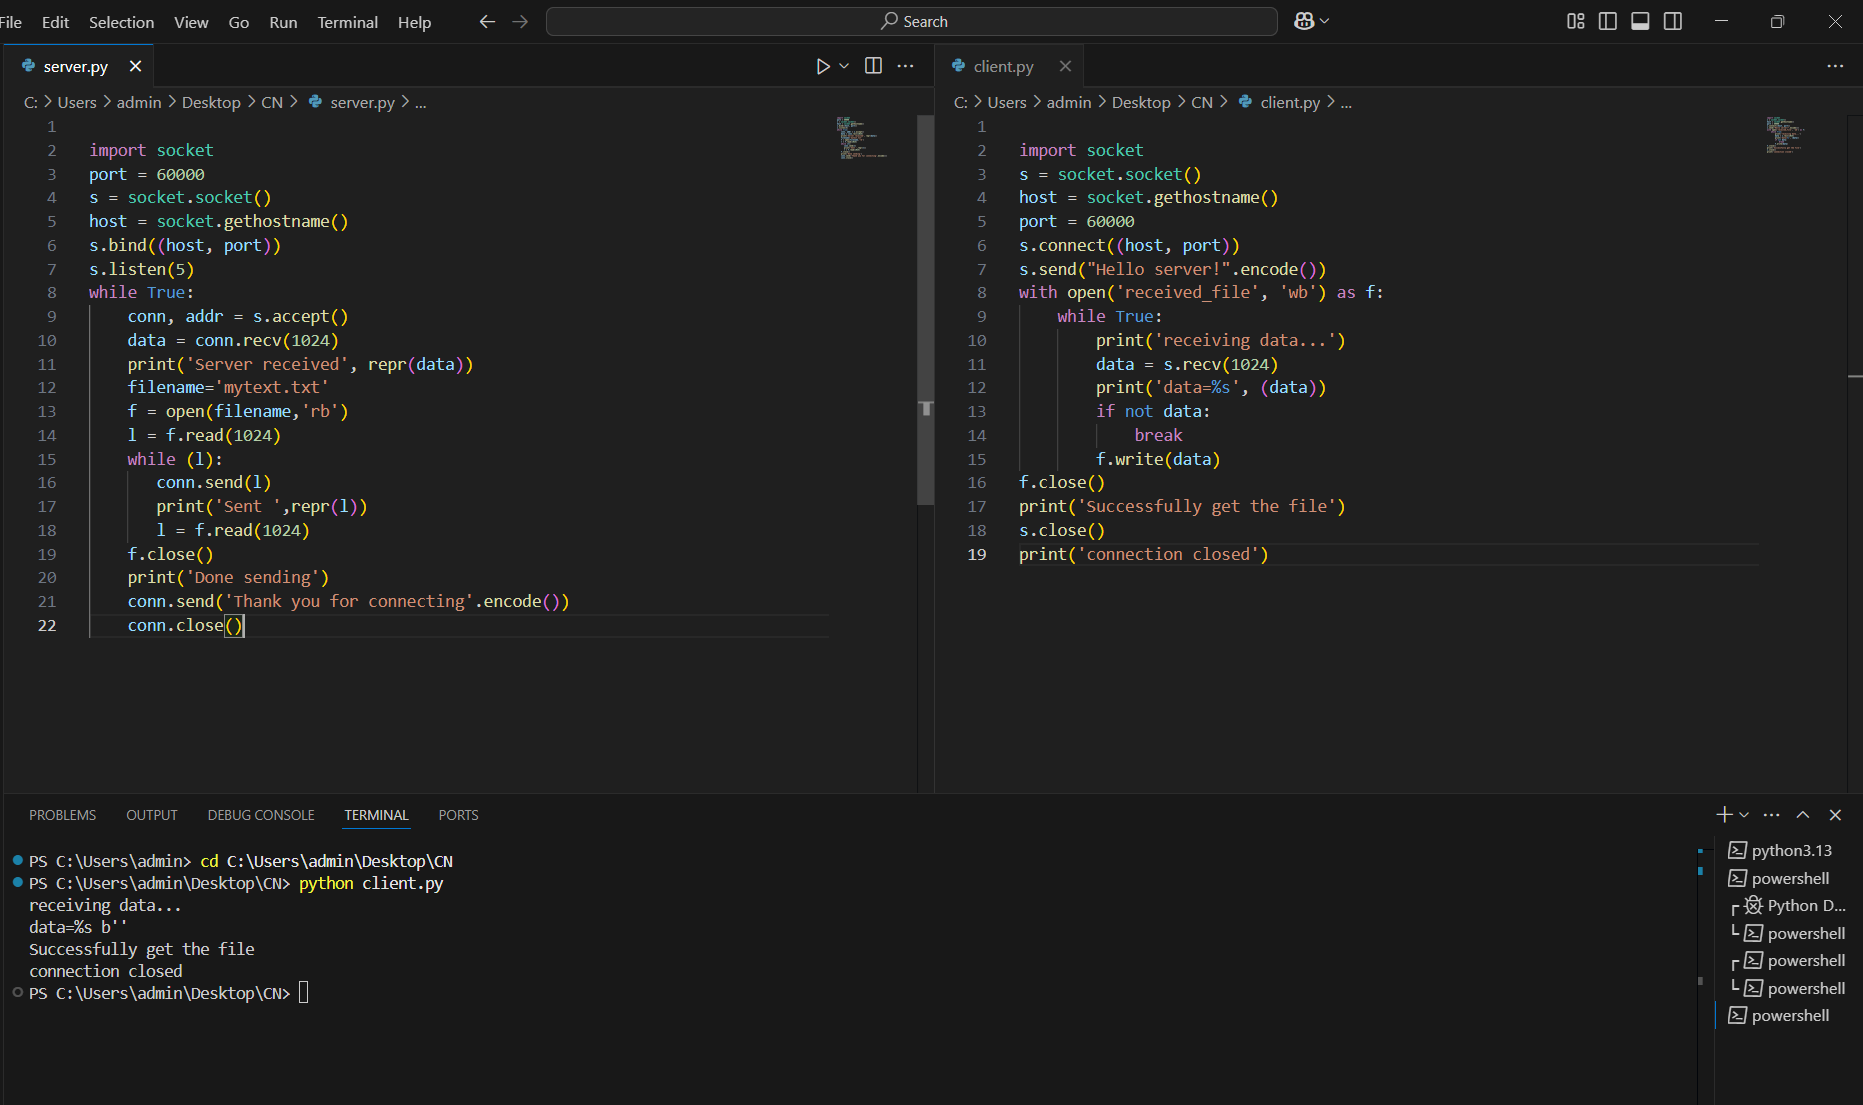 File Edit Selection View Go Run Terminal Help
Search
server.py
C: > Users > admin > Desktop > CN > server.py > ...
1
2 import socket
3 port = 60000
4 s = socket.socket()
5 host = socket.gethostname()
6 s.bind((host, port))
7 s.listen(5)
8 while True:
9     conn, addr = s.accept()
10     data = conn.recv(1024)
11     print('Server received', repr(data))
12     filename='mytext.txt'
13     f = open(filename,'rb')
14     l = f.read(1024)
15     while (l):
16        conn.send(l)
17        print('Sent ',repr(l))
18        l = f.read(1024)
19     f.close()
20     print('Done sending')
21     conn.send('Thank you for connecting'.encode())
22     conn.close()
client.py
C: > Users > admin > Desktop > CN > client.py > ...
1
2 import socket
3 s = socket.socket()
4 host = socket.gethostname()
5 port = 60000
6 s.connect((host, port))
7 s.send("Hello server!".encode())
8 with open('received_file', 'wb') as f:
9     while True:
10         print('receiving data...')
11         data = s.recv(1024)
12         print('data=%s', (data))
13         if not data:
14             break
15         f.write(data)
16 f.close()
17 print('Successfully get the file')
18 s.close()
19 print('connection closed')
PROBLEMS OUTPUT DEBUG CONSOLE TERMINAL PORTS
PS C:\Users\admin> cd C:\Users\admin\Desktop\CN
PS C:\Users\admin\Desktop\CN> python client.py
receiving data...
data=%s b''
Successfully get the file
connection closed
PS C:\Users\admin\Desktop\CN>
python3.13
powershell
Python D...
powershell
powershell
powershell
powershell